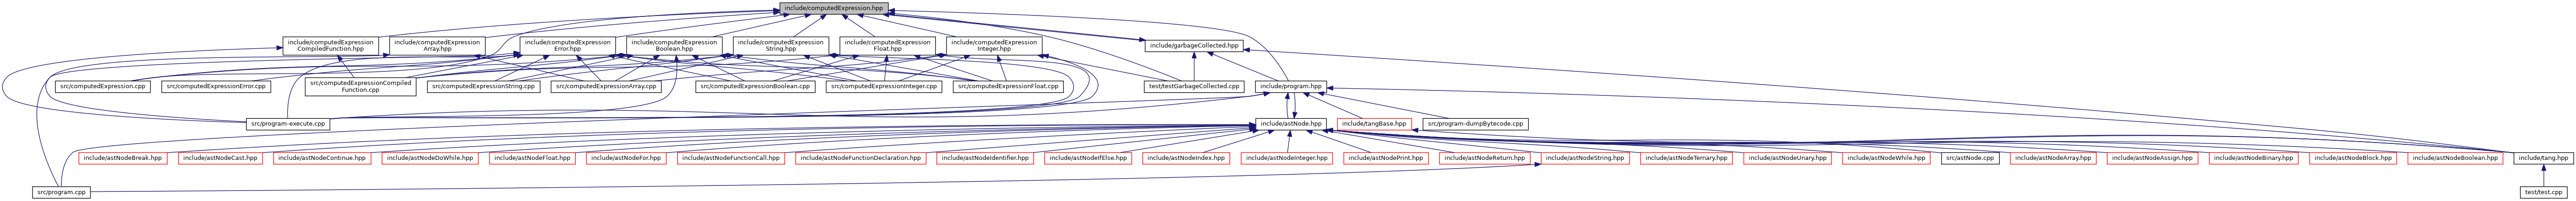 include/computedExpression.hpp
include/computedExpression
CompiledFunction.hpp
include/computedExpression
Array.hpp
include/computedExpression
Error.hpp
include/computedExpression
Boolean.hpp
include/computedExpression
String.hpp
include/computedExpression
Float.hpp
include/computedExpression
Integer.hpp
include/garbageCollected.hpp
src/computedExpression.cpp
src/computedExpressionError.cpp
src/computedExpressionCompiled
Function.cpp
src/computedExpressionString.cpp
src/computedExpressionArray.cpp
src/computedExpressionBoolean.cpp
src/computedExpressionInteger.cpp
src/computedExpressionFloat.cpp
test/testGarbageCollected.cpp
include/program.hpp
src/program-execute.cpp
include/astNode.hpp
include/tangBase.hpp
src/program-dumpBytecode.cpp
include/astNodeBreak.hpp
include/astNodeCast.hpp
include/astNodeContinue.hpp
include/astNodeDoWhile.hpp
include/astNodeFloat.hpp
include/astNodeFor.hpp
include/astNodeFunctionCall.hpp
include/astNodeFunctionDeclaration.hpp
include/astNodeIdentifier.hpp
include/astNodeIfElse.hpp
include/astNodeIndex.hpp
include/astNodeInteger.hpp
include/astNodePrint.hpp
include/astNodeReturn.hpp
include/astNodeString.hpp
include/astNodeTernary.hpp
include/astNodeUnary.hpp
include/astNodeWhile.hpp
src/astNode.cpp
include/astNodeArray.hpp
include/astNodeAssign.hpp
include/astNodeBinary.hpp
include/astNodeBlock.hpp
include/astNodeBoolean.hpp
include/tang.hpp
src/program.cpp
test/test.cpp